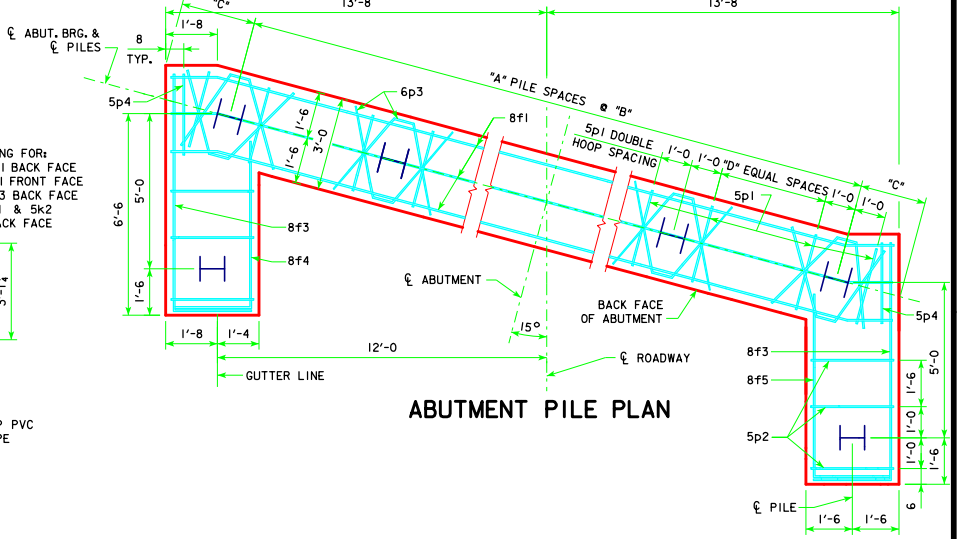 "C"
13'-8
13'-8
1'-8
℄ ABUT. BRG. &
℄ PILES
8
TYP.
5p4
6p3
8f1
"A" PILE SPACES @ "B"
5p1 DOUBLE
HOOP SPACING
1'-0
1'-0
"D" EQUAL SPACES
1'-0
1'-0
"C"
5p1
1'-6
1'-6
3'-0
NG FOR:
1 BACK FACE
1 FRONT FACE
3 BACK FACE
& 5k2
ACK FACE
6'-6
5'-0
1'-6
8f3
8f4
1'-8
1'-4
12'-0
GUTTER LINE
℄ ABUTMENT
15°
BACK FACE
OF ABUTMENT
℄ ROADWAY
ABUTMENT PILE PLAN
P PVC
PE
5p4
8f3
8f5
5p2
1'-6
1'-0
1'-0
5'-0
1'-6
6
℄ PILE
1'-6
1'-6